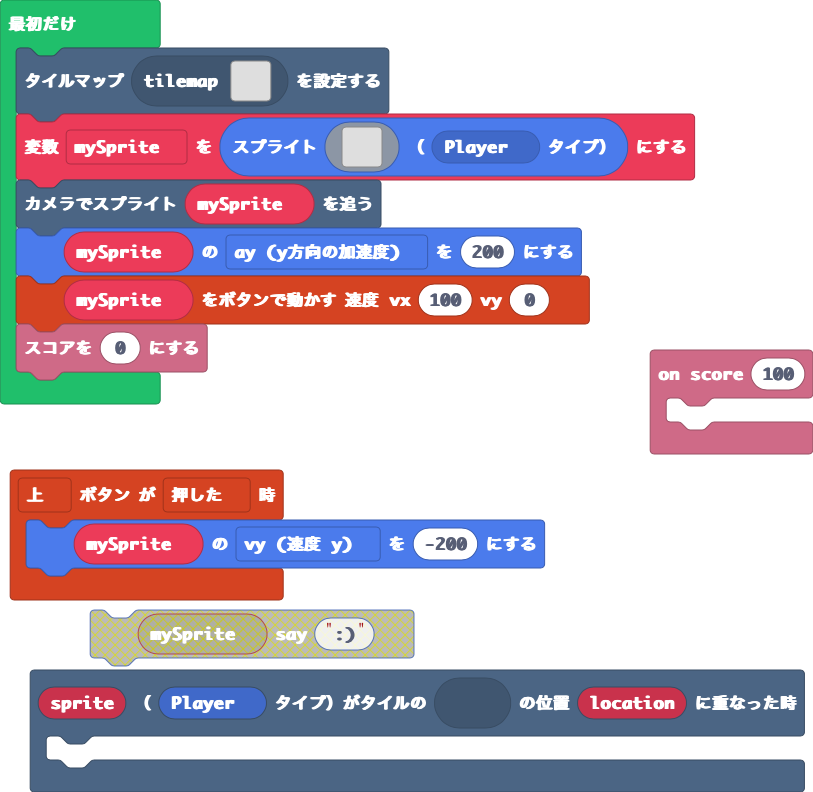 最初だけ
タイルマップ tilemap を設定する
変数 mySprite を スプライト ( Player タイプ) にする
カメラでスプライト mySprite を追う
mySprite の ay (y方向の加速度) を 200 にする
mySprite をボタンで動かす 速度 vx 100 vy 0
スコアを 0 にする
on score 100
上 ボタン が 押した 時
mySprite の vy (速度 y) を -200 にする
mySprite say ":)"
sprite ( Player タイプ) がタイルの の位置 location に重なった時